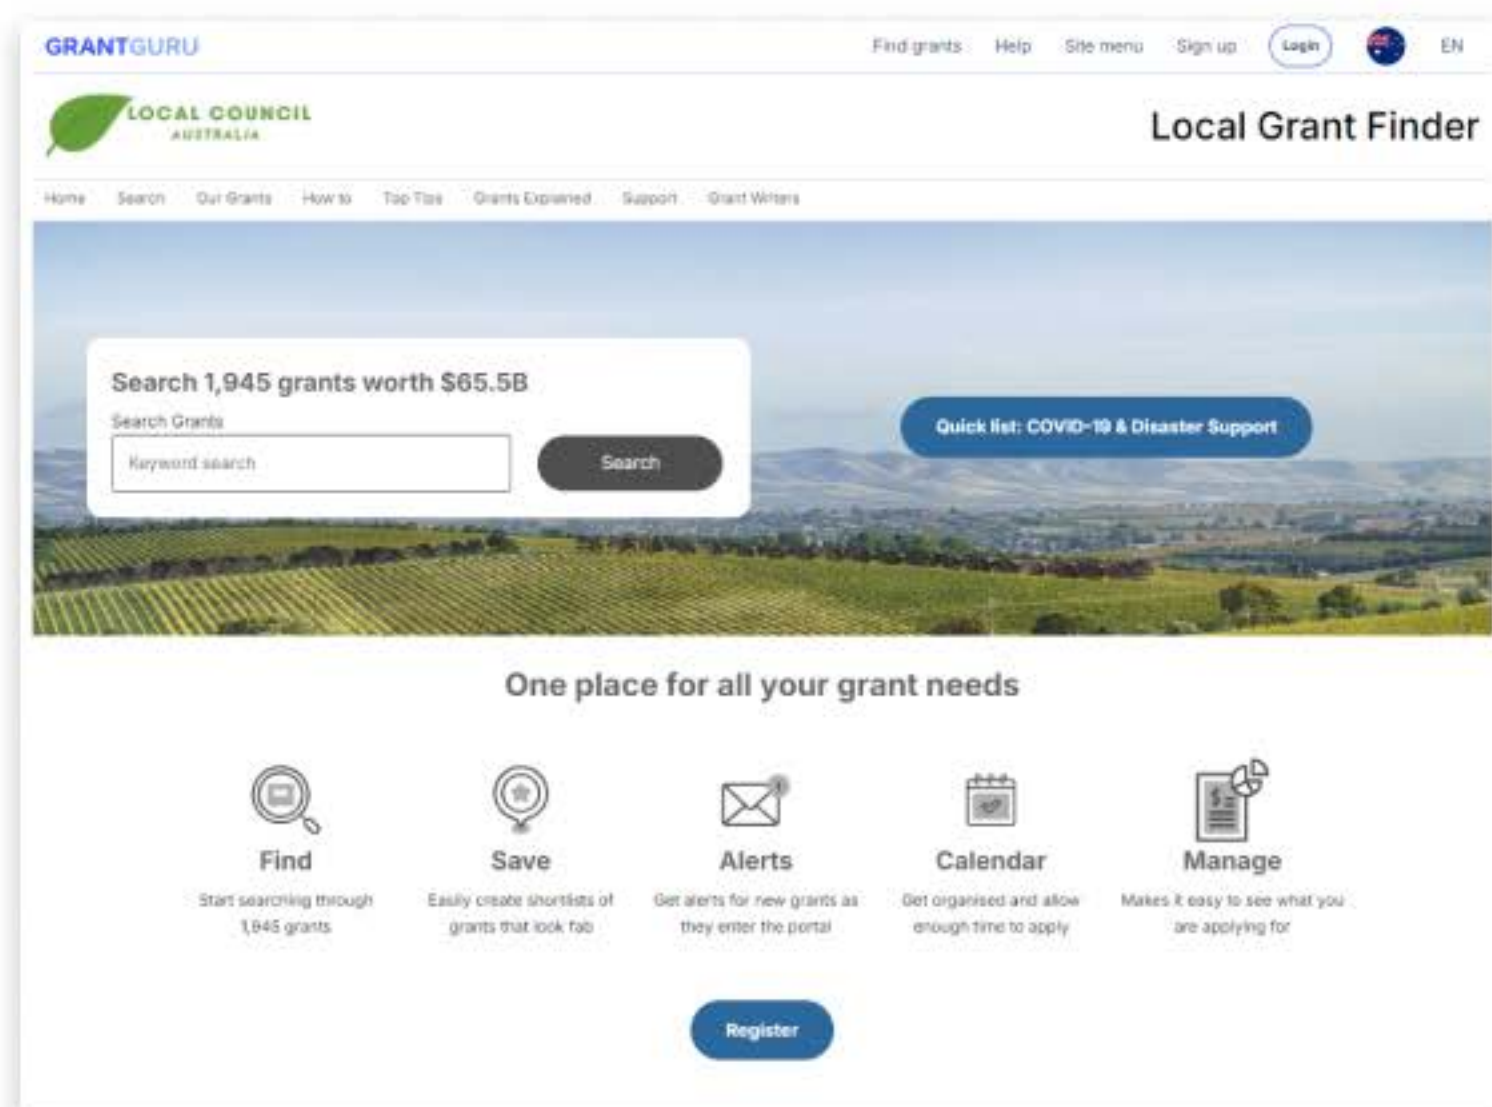 GRANTGURU
Find grants Help Site menu Sign up Login EN
LOCAL COUNCIL
AUSTRALIA
Local Grant Finder
Home Search Our Grants How to Top Tips Grants Explained Support Grant Writers
Search 1,945 grants worth $65.5B
Search Grants
Keyword search
Search
Quick list: COVID-19 & Disaster Support
One place for all your grant needs
Find
Start searching through
1,945 grants
Save
Easily create shortlists of
grants that look fab
Alerts
Get alerts for new grants as
they enter the portal
Calendar
Get organised and allow
enough time to apply
Manage
Makes it easy to see what you
are applying for
Register